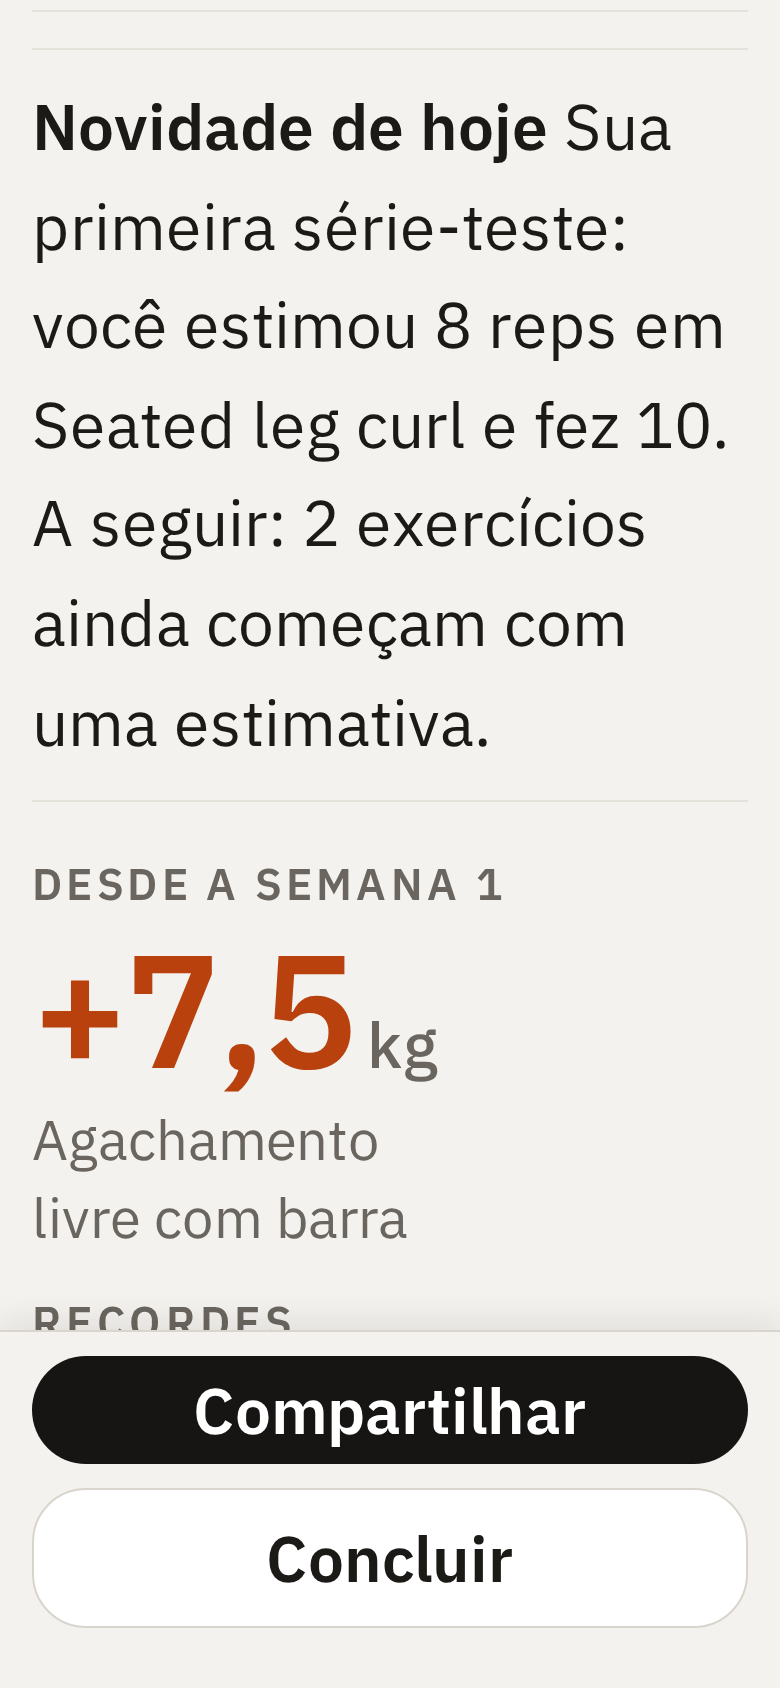 Novidade de hoje Sua
primeira série-teste:
você estimou 8 reps em
Seated leg curl e fez 10.
A seguir: 2 exercícios
ainda começam com
uma estimativa.
DESDE A SEMANA 1
+7,5 kg
Agachamento
livre com barra
RECORDES
Compartilhar
Concluir